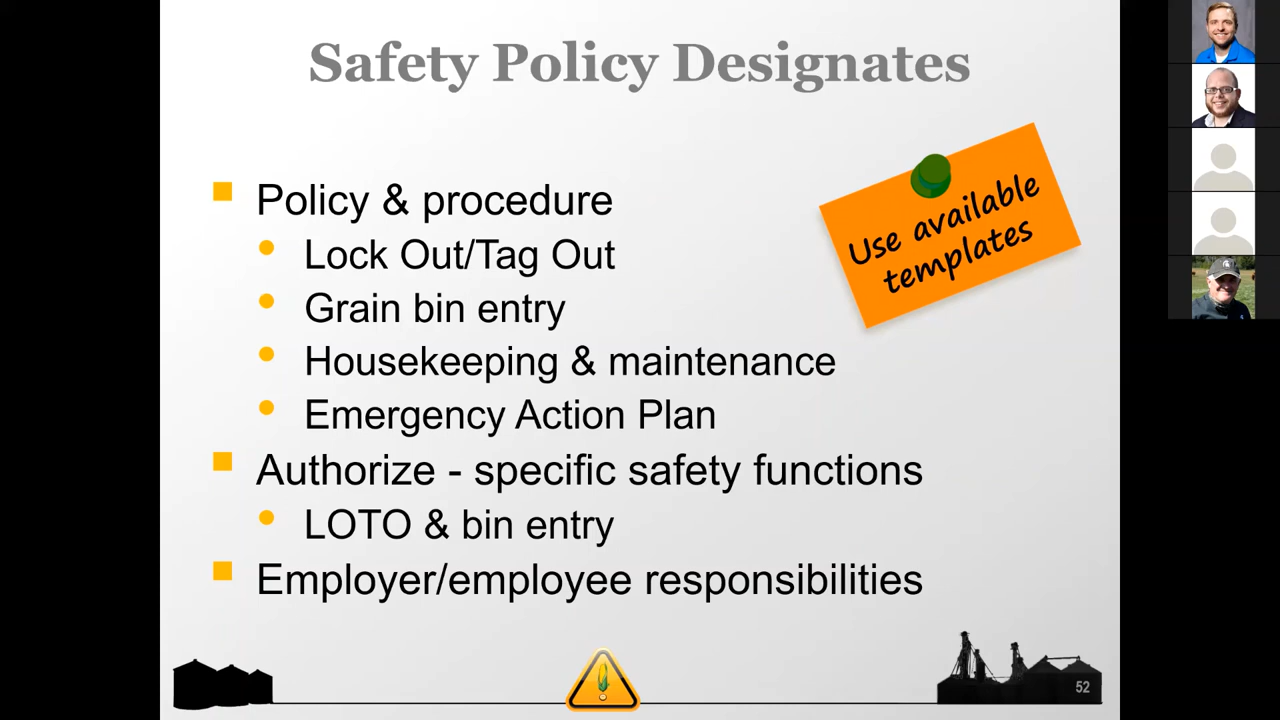 Safety Policy Designates
Policy & procedure
Lock Out/Tag Out
Grain bin entry
Housekeeping & maintenance
Emergency Action Plan
Authorize - specific safety functions
LOTO & bin entry
Employer/employee responsibilities
Use available
templates
52